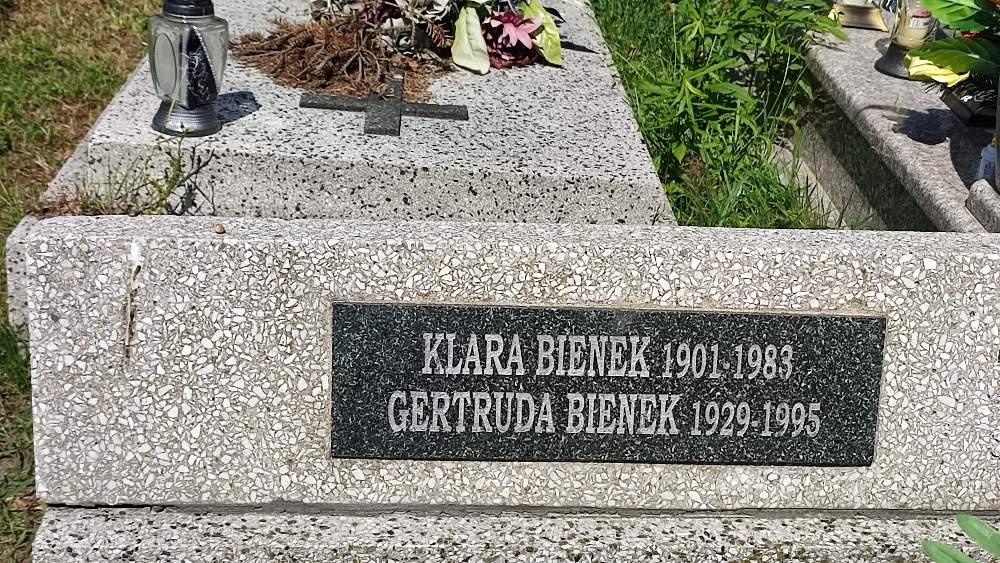 KLARA BIENEK 1901-1983
GERTRUDA BIENEK 1929-1995